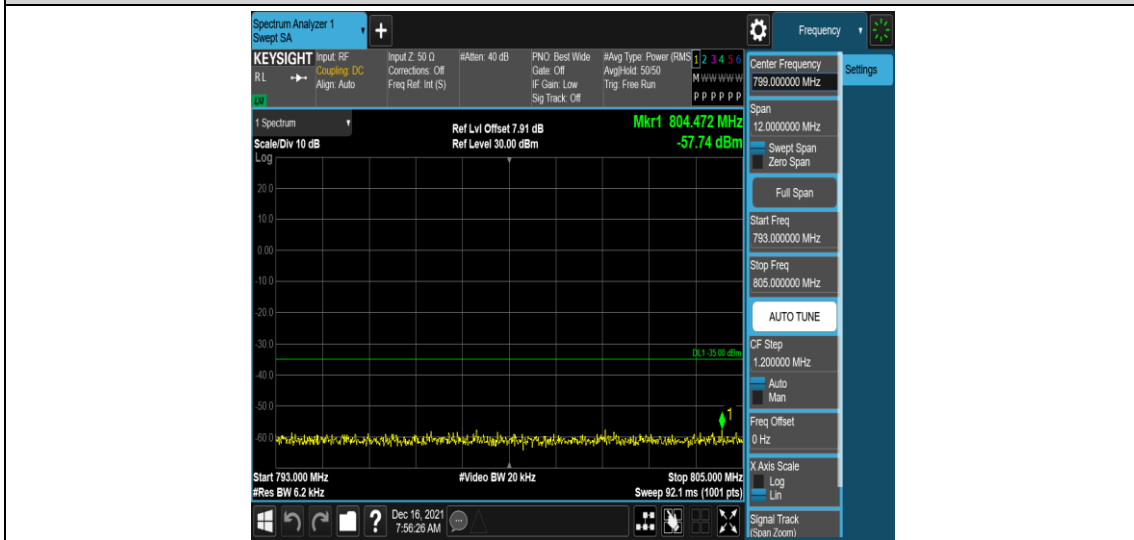 Spectrum Analyzer 1
Swept SA
+
Frequency
KEYSIGHT
RL
Input: RF
Coupling: DC
Align: Auto
Input Z: 50 Ω
Corrections: Off
Freq Ref: Int (S)
#Atten: 40 dB
PNO: Best Wide
Gate: Off
IF Gain: Low
Sig Track: Off
#Avg Type: Power (RMS
Avg|Hold: 50/50
Trig: Free Run
1 2 3 4 5 6
M W W W W W
P P P P P P
1 Spectrum
Scale/Div 10 dB
Log
Ref Lvl Offset 7.91 dB
Ref Level 30.00 dBm
Mkr1 804.472 MHz
-57.74 dBm
20.0
10.0
0.00
-10.0
-20.0
-30.0
DL1 -35.00 dBm
-40.0
-50.0
1
-60.0
Start 793.000 MHz
#Res BW 6.2 kHz
#Video BW 20 kHz
Stop 805.000 MHz
Sweep 92.1 ms (1001 pts)
?
Dec 16, 2021
7:56:26 AM
Center Frequency
799.000000 MHz
Settings
Span
12.0000000 MHz
Swept Span
Zero Span
Full Span
Start Freq
793.000000 MHz
Stop Freq
805.000000 MHz
AUTO TUNE
CF Step
1.200000 MHz
Auto
Man
Freq Offset
0 Hz
X Axis Scale
Log
Lin
Signal Track
(Span Zoom)